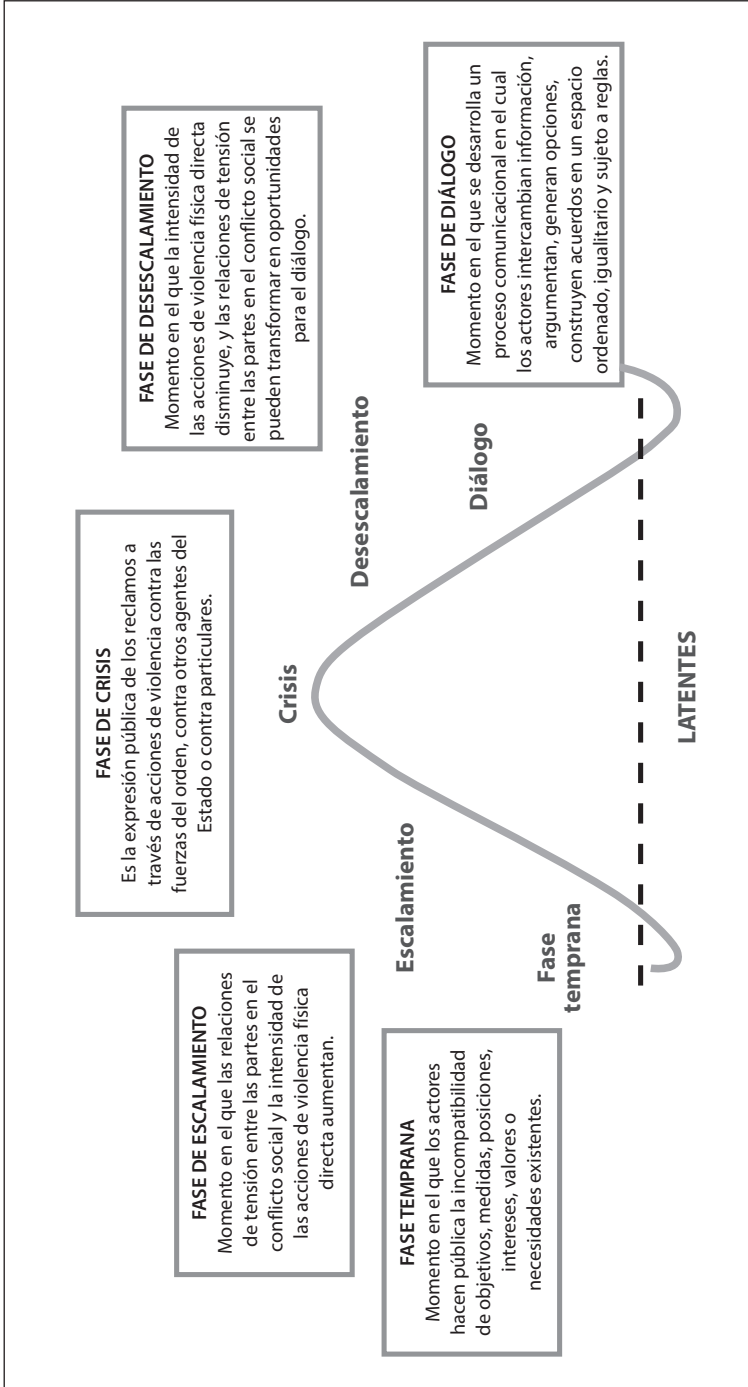 FASE TEMPRANA
Momento en el que los actores
hacen pública la incompatibilidad
de objetivos, medidas, posiciones,
intereses, valores o
necesidades existentes.
FASE DE ESCALAMIENTO
Momento en el que las relaciones
de tensión entre las partes en el
conflicto social y la intensidad de
las acciones de violencia física
directa aumentan.
FASE DE CRISIS
Es la expresión pública de los reclamos a
través de acciones de violencia contra las
fuerzas del orden, contra otros agentes del
Estado o contra particulares.
FASE DE DESESCALAMIENTO
Momento en el que la intensidad de
las acciones de violencia física directa
disminuye, y las relaciones de tensión
entre las partes en el conflicto social se
pueden transformar en oportunidades
para el diálogo.
FASE DE DIÁLOGO
Momento en el que se desarrolla un
proceso comunicacional en el cual
los actores intercambian información,
argumentan, generan opciones,
construyen acuerdos en un espacio
ordenado, igualitario y sujeto a reglas.
Fase
temprana
Escalamiento
Crisis
Desescalamiento
Diálogo
LATENTES